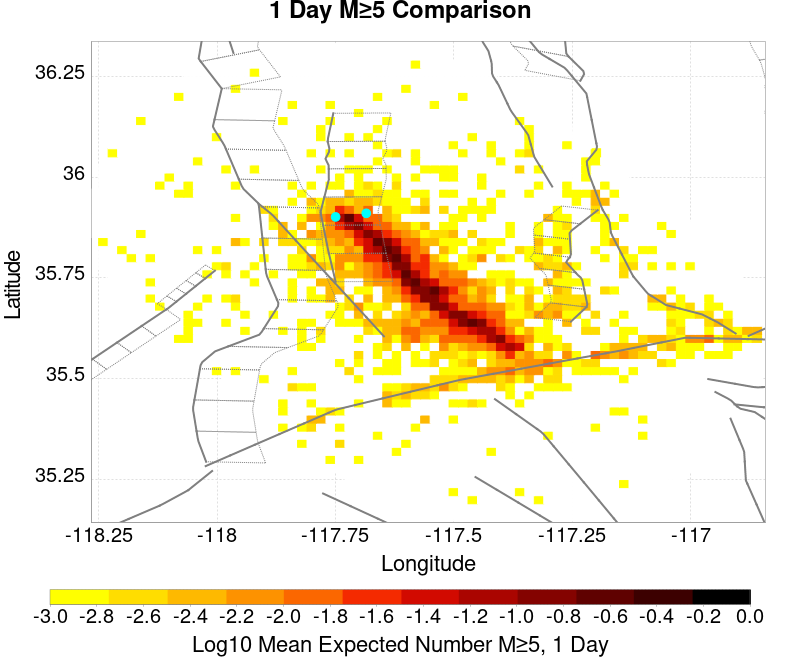 1 Day M≥5 Comparison
36.25
36
35.75
35.5
35.25
Latitude
-118.25 -118 -117.75 -117.5 -117.25 -117
Longitude
-3.0 -2.8 -2.6 -2.4 -2.2 -2.0 -1.8 -1.6 -1.4 -1.2 -1.0 -0.8 -0.6 -0.4 -0.2 0.0
Log10 Mean Expected Number M≥5, 1 Day